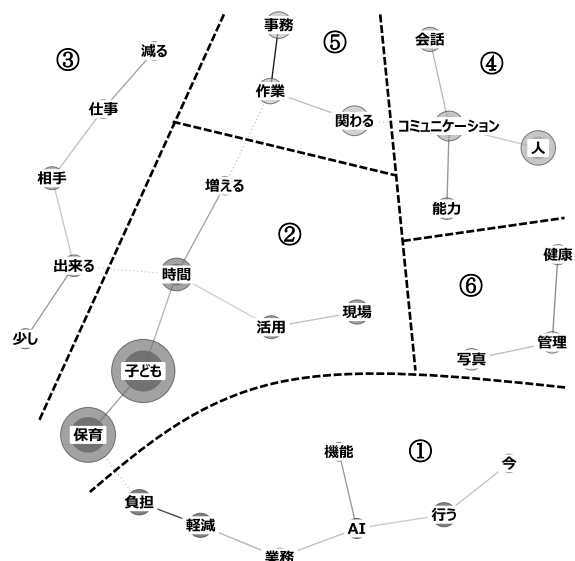 ③
減る
仕事
相手
出来る
少し
⑤
事務
作業
関わる
④
会話
コミュニケーション
人
能力
②
増える
時間
活用
現場
子ども
保育
⑥
健康
管理
写真
①
機能
今
負担
軽減
業務
AI
行う